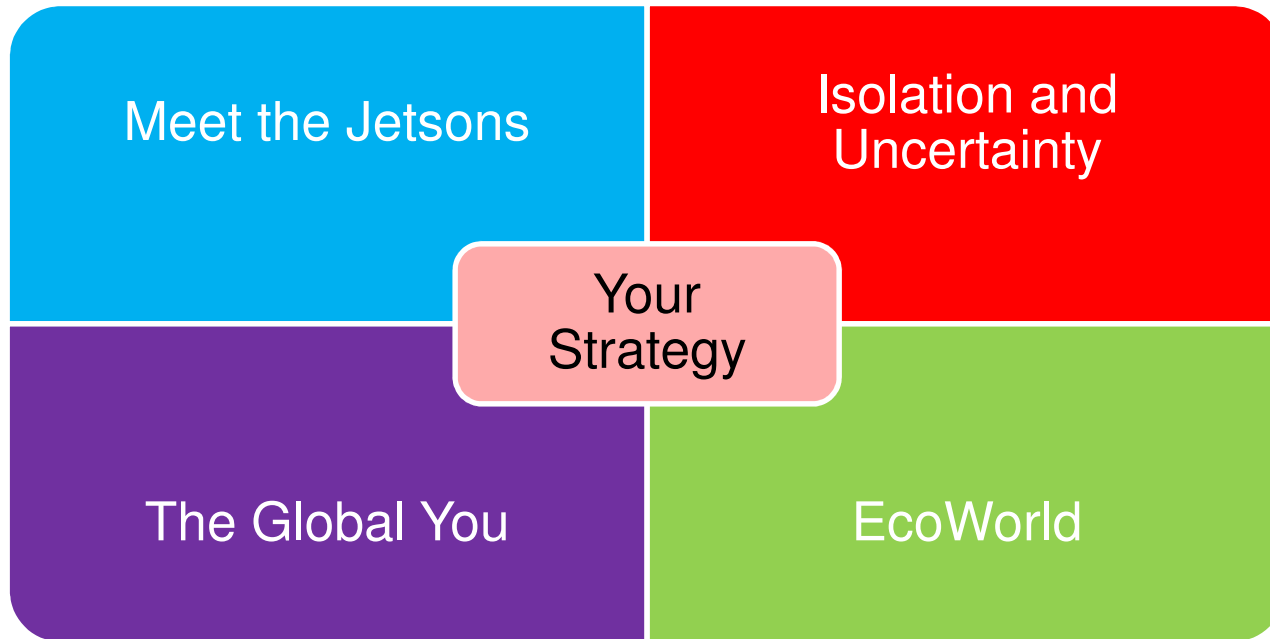 Meet the Jetsons
Isolation and
Uncertainty
Your
Strategy
The Global You
EcoWorld